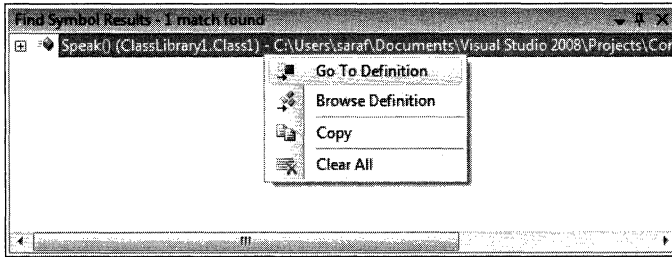 Find Symbol Results - 1 match found
Speak() (ClassLibrary1.Class1) - C:\Users\saraf\Documents\Visual Studio 2008\Projects\Con
Go To Definition
Browse Definition
Copy
Clear All